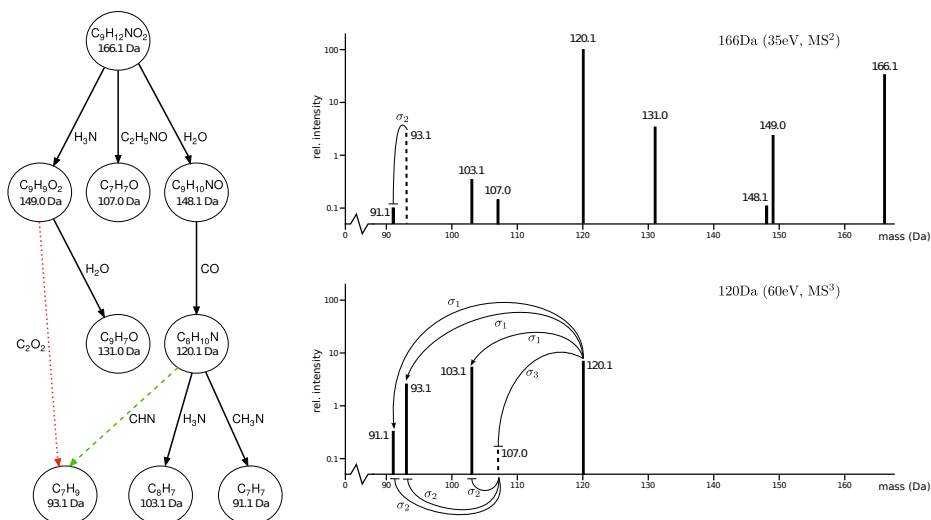 C₉H₁₂NO₂
166.1 Da
H₃N
C₂H₅NO
H₂O
C₉H₉O₂
149.0 Da
C₇H₇O
107.0 Da
C₉H₁₀NO
148.1 Da
H₂O
CO
C₂O₂
C₉H₇O
131.0 Da
C₈H₁₀N
120.1 Da
CHN
H₃N
CH₃N
C₇H₉
93.1 Da
C₈H₇
103.1 Da
C₇H₇
91.1 Da
166Da (35eV, MS²)
rel. intensity
100
10
1
0.1
120.1
166.1
131.0
149.0
σ₂
93.1
103.1
107.0
148.1
91.1
0
90
100
110
120
130
140
150
160
mass (Da)
120Da (60eV, MS³)
rel. intensity
100
10
1
0.1
σ₁
σ₁
σ₁
σ₃
120.1
103.1
93.1
91.1
107.0
0
90
100
110
120
130
140
150
160
mass (Da)
σ₂
σ₂
σ₂